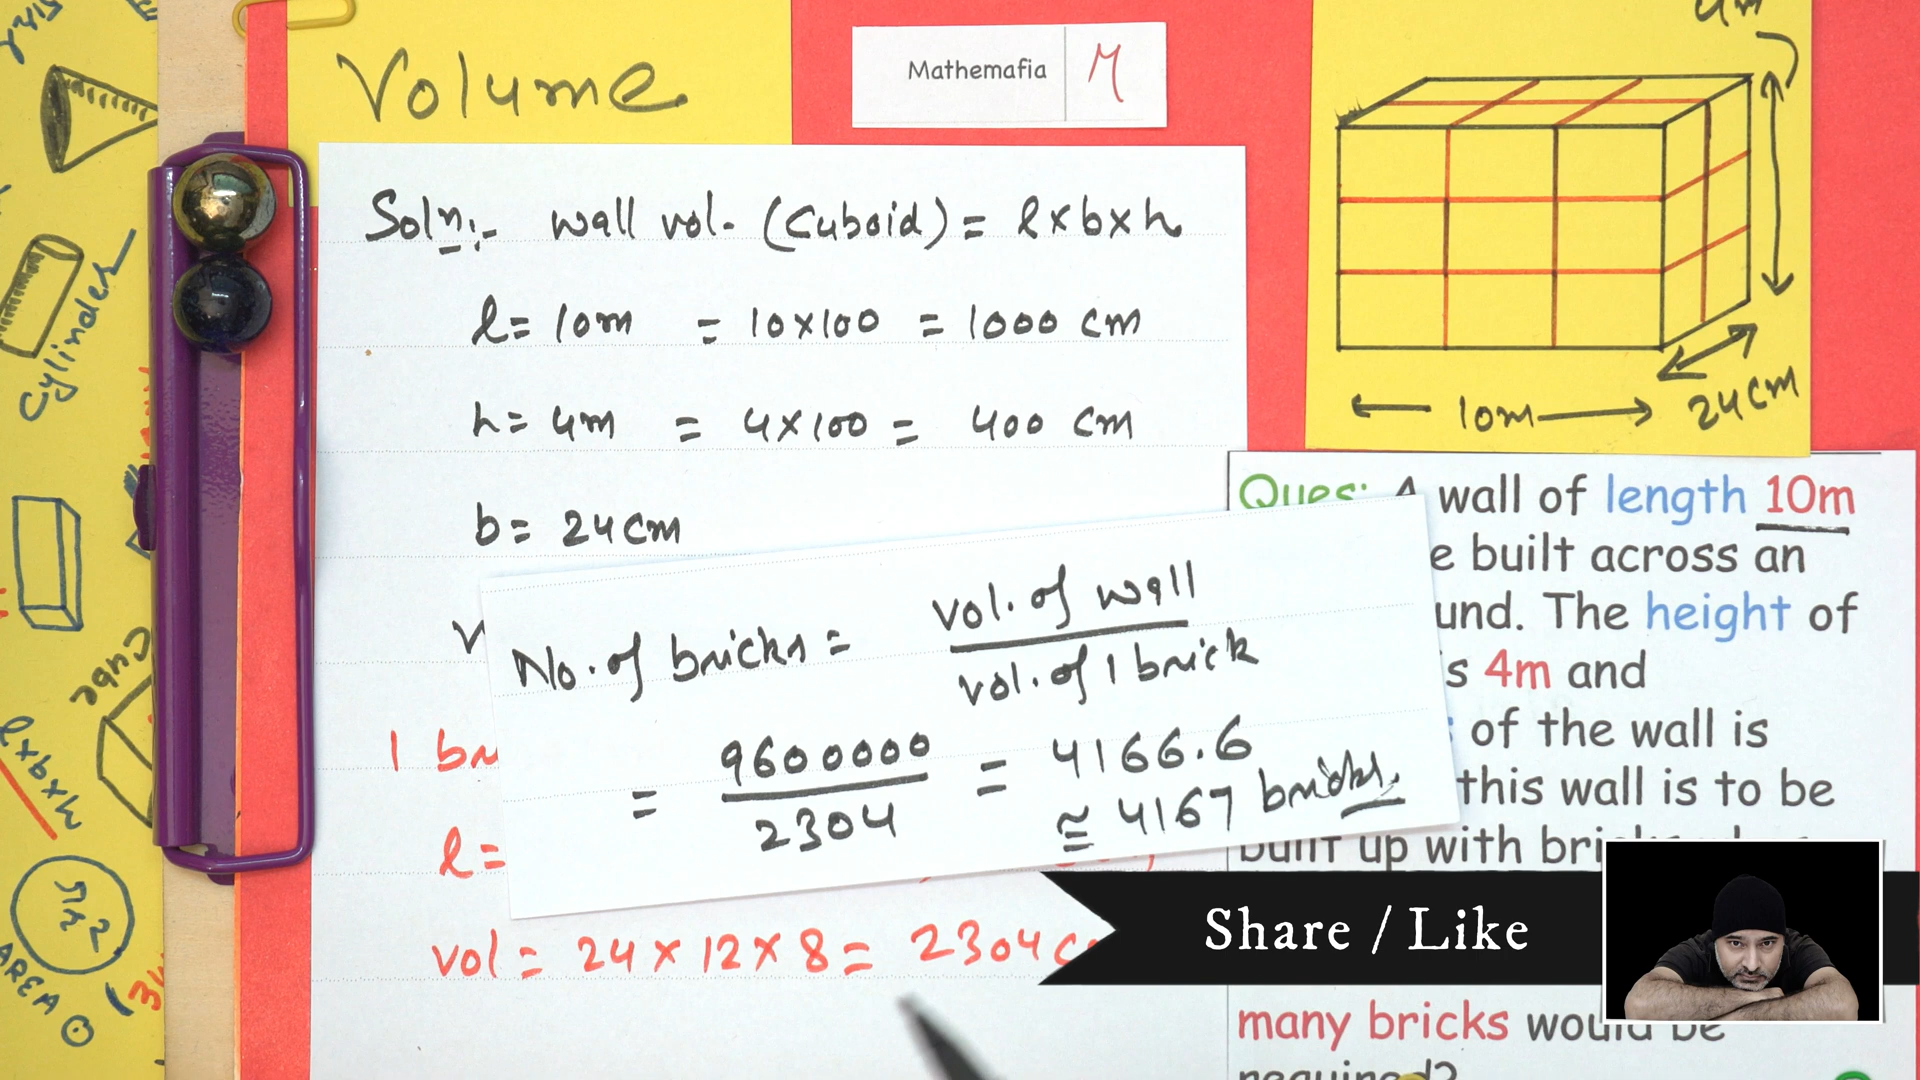 Volume
Mathemafia M
4m
10m
24cm
Soln:- wall vol. (Cuboid) = l×b×h
l= 10m = 10×100 = 1000 cm
h= 4m = 4×100 = 400 cm
b= 24cm
V
No. of bricks = vol. of wall
vol. of 1 brick
= 9600000
2304
= 4166.6
≅ 4167 bricks.
1 br
l=
vol = 24 × 12 × 8 = 2304 c
Ques: A wall of length 10m
e built across an
und. The height of
s 4m and
of the wall is
this wall is to be
built up with bri
many bricks would be
required?
Share / Like
Cylinder
Cube
l×b×h
πr²
AREA